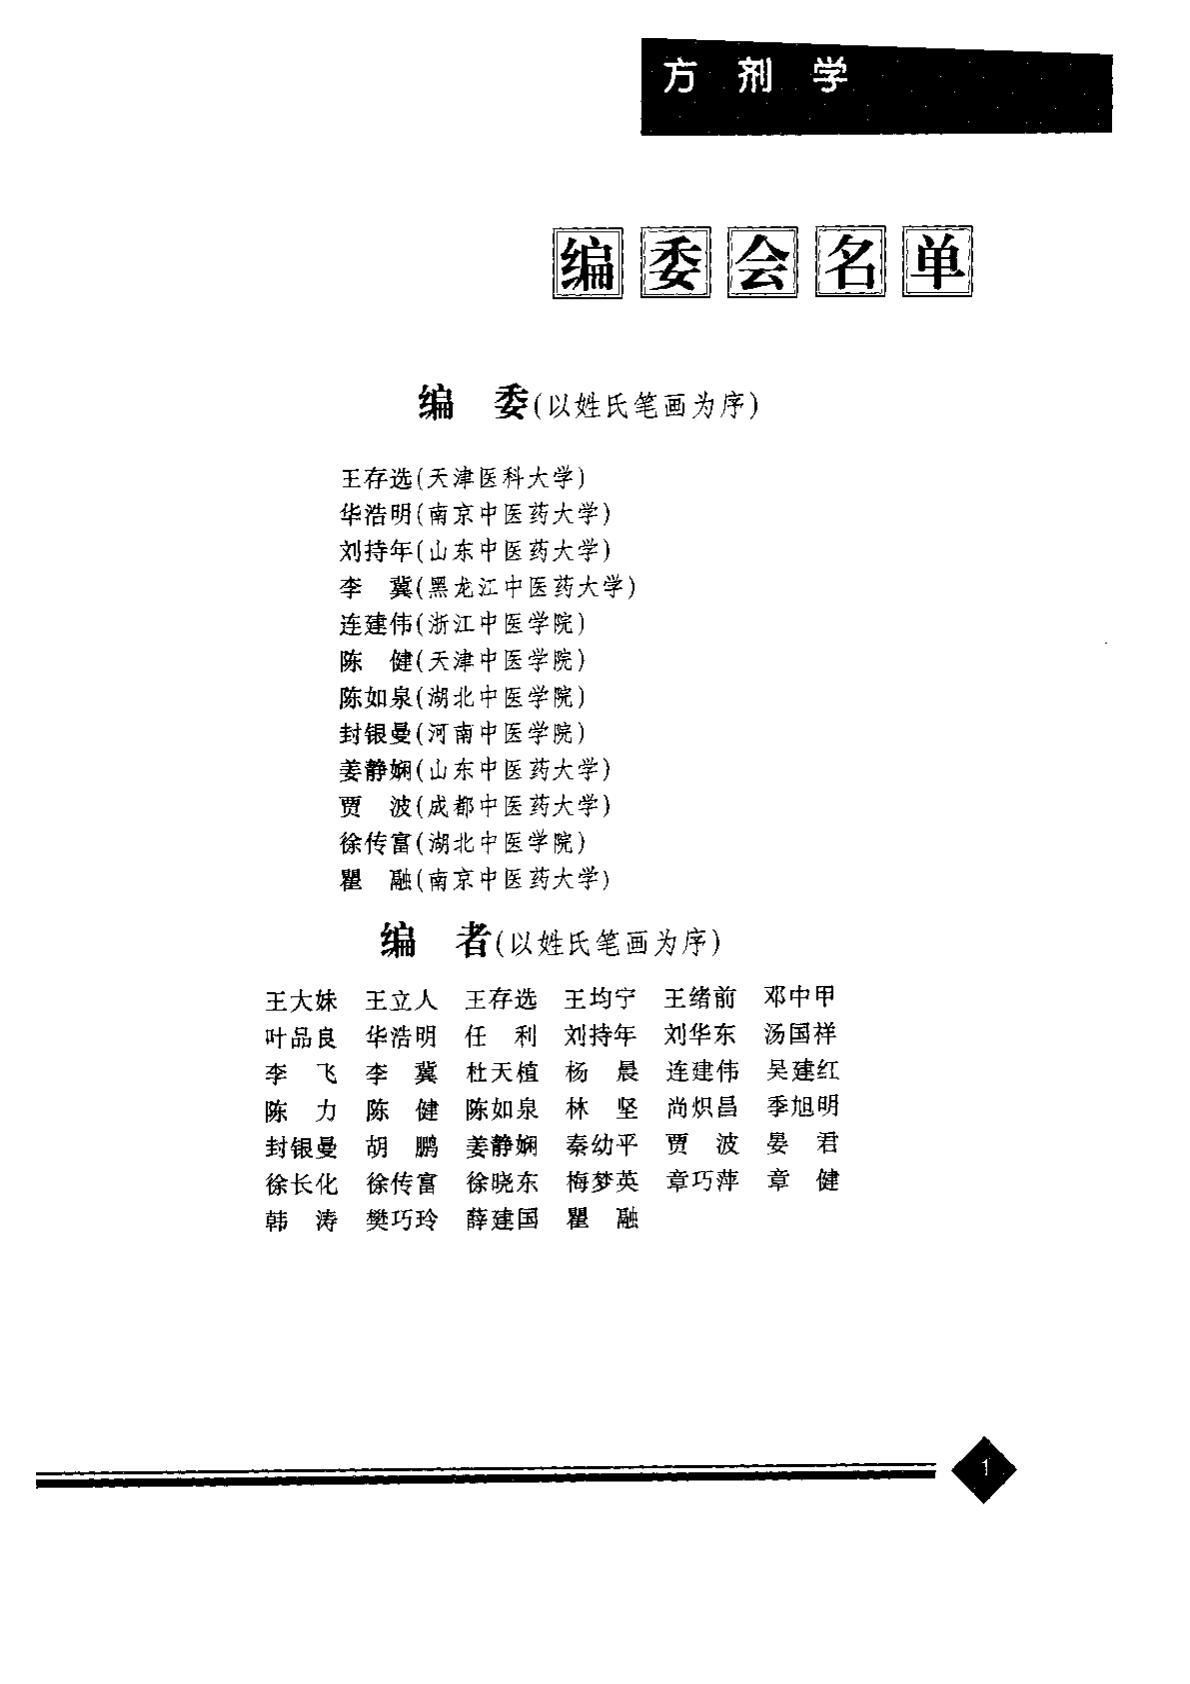 方剂学
编委会名单
编　委(以姓氏笔画为序)
王存选(天津医科大学)
华浩明(南京中医药大学)
刘持年(山东中医药大学)
李　冀(黑龙江中医药大学)
连建伟(浙江中医学院)
陈　健(天津中医学院)
陈如泉(湖北中医学院)
封银曼(河南中医学院)
姜静娴(山东中医药大学)
贾　波(成都中医药大学)
徐传富(湖北中医学院)
瞿　融(南京中医药大学)
编　者(以姓氏笔画为序)
王大妹　王立人　王存选　王均宁　王绪前　邓中甲
叶品良　华浩明　任　利　刘持年　刘华东　汤国祥
李　飞　李　冀　杜天植　杨　晨　连建伟　吴建红
陈　力　陈　健　陈如泉　林　坚　尚炽昌　季旭明
封银曼　胡　鹏　姜静娴　秦幼平　贾　波　晏　君
徐长化　徐传富　徐晓东　梅梦英　章巧萍　章　健
韩　涛　樊巧玲　薛建国　瞿　融
1